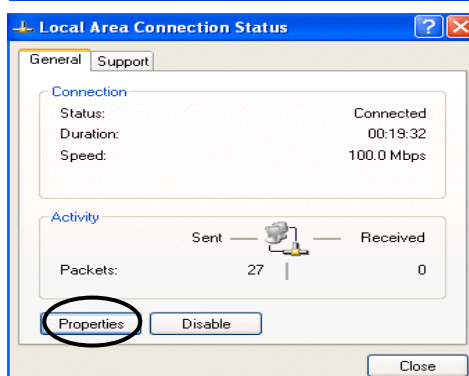 Local Area Connection Status
General Support
Connection
Status: Connected
Duration: 00:19:32
Speed: 100.0 Mbps
Activity
Sent — — Received
Packets: 27 0
Properties Disable
Close